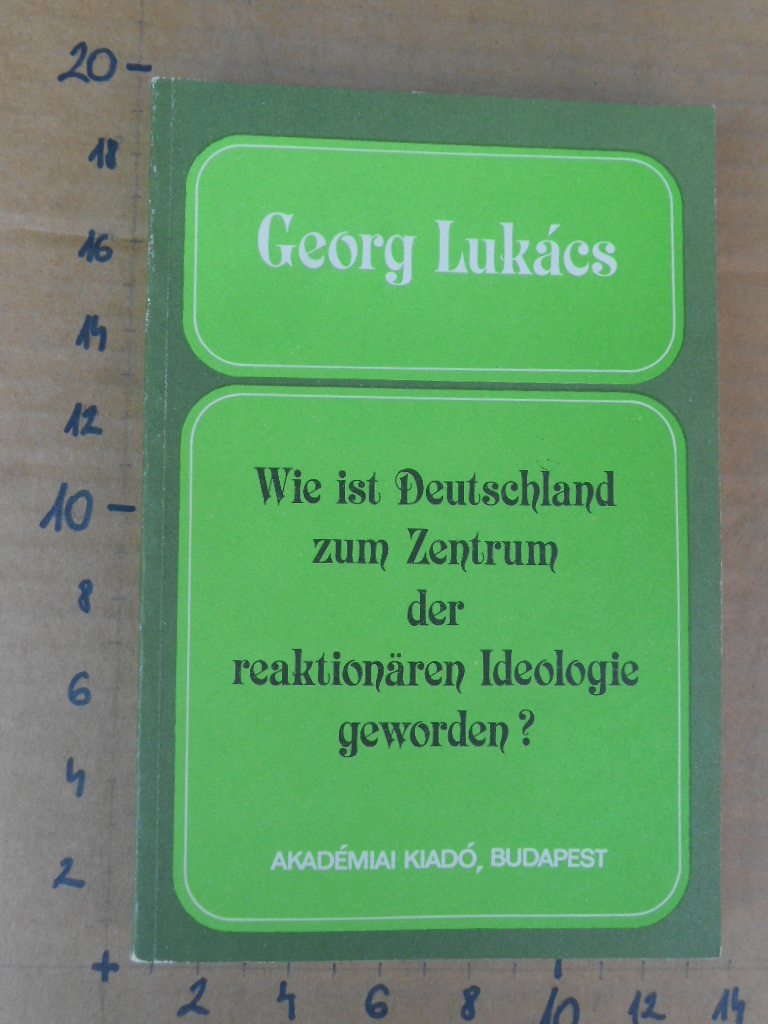 20
18
16
14
12
10
8
6
4
2
+
2 4 6 8 10 12 14
Georg Lukács
Wie ist Deutschland
zum Zentrum
der
reaktionären Ideologie
geworden?
AKADÉMIAI KIADÓ, BUDAPEST